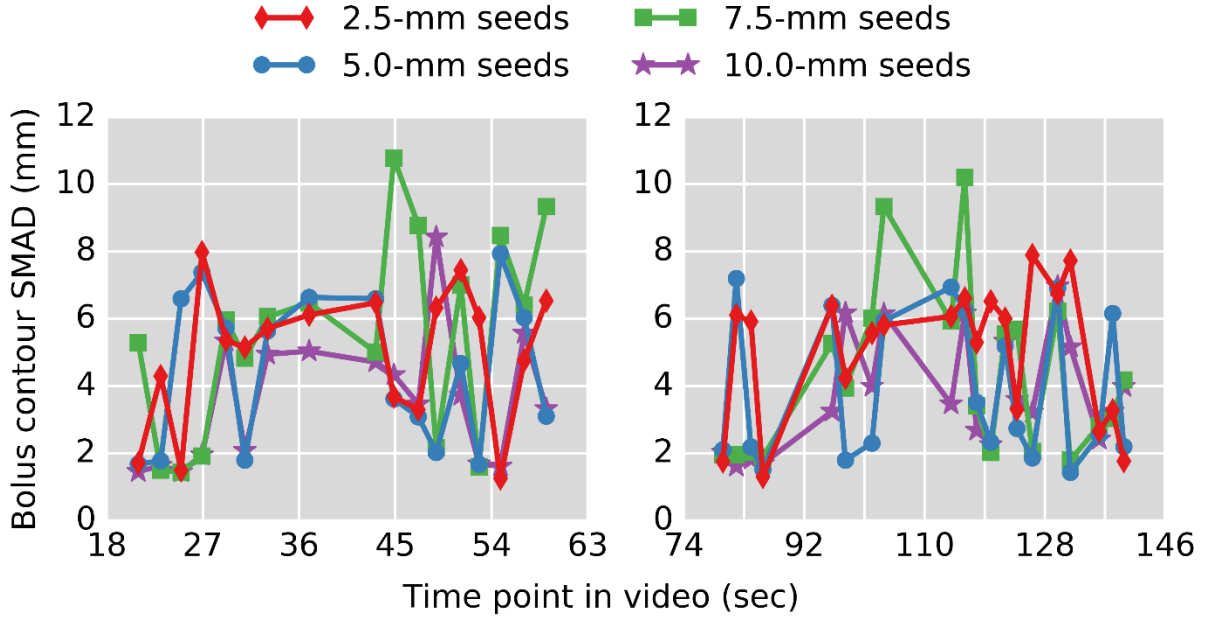 2.5-mm seeds
7.5-mm seeds
5.0-mm seeds
10.0-mm seeds
Bolus contour SMAD (mm)
12
10
8
6
4
2
0
18 27 36 45 54 63
12
10
8
6
4
2
0
74 92 110 128 146
Time point in video (sec)